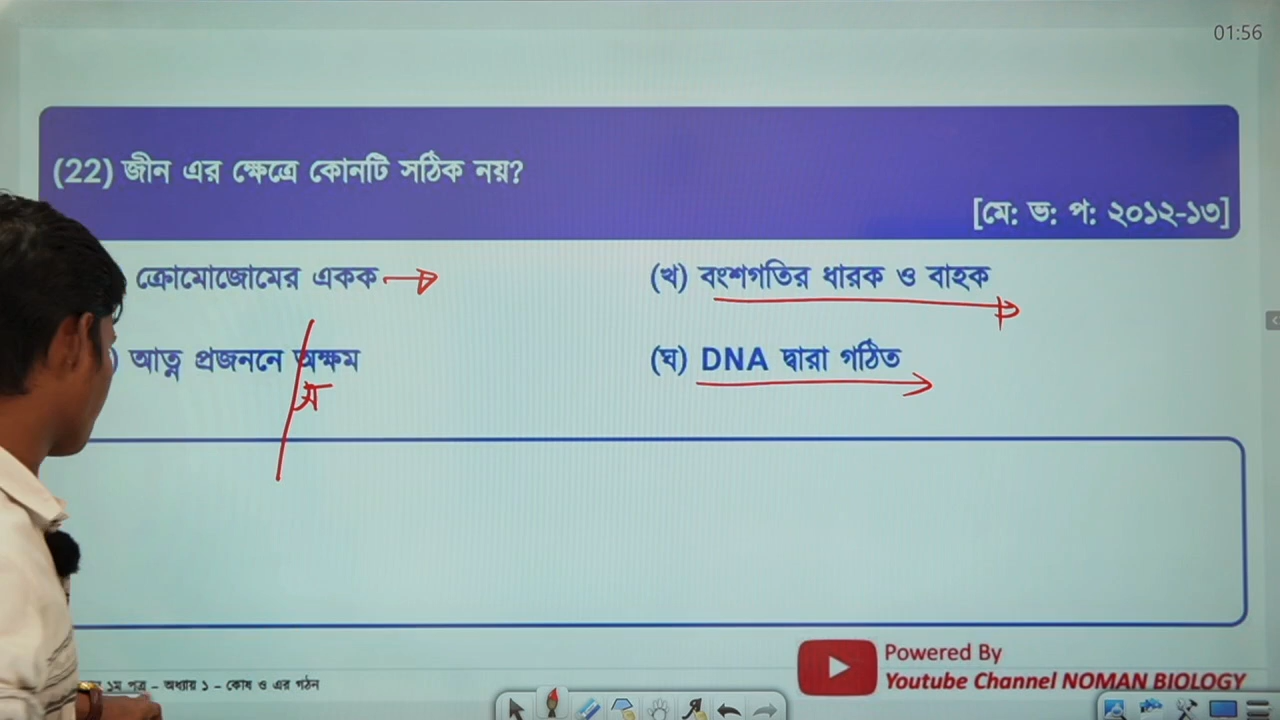 01:56
(22) জীন এর ক্ষেত্রে কোনটি সঠিক নয়?
[মে: ভ: প: ২০১২-১৩]
ক্রোমোজোমের একক
(খ) বংশগতির ধারক ও বাহক
) আত্ন প্রজননে অক্ষম
স
(ঘ) DNA দ্বারা গঠিত
Powered By
Youtube Channel NOMAN BIOLOGY
১ম পত্র – অধ্যায় ১ – কোষ ও এর গঠন